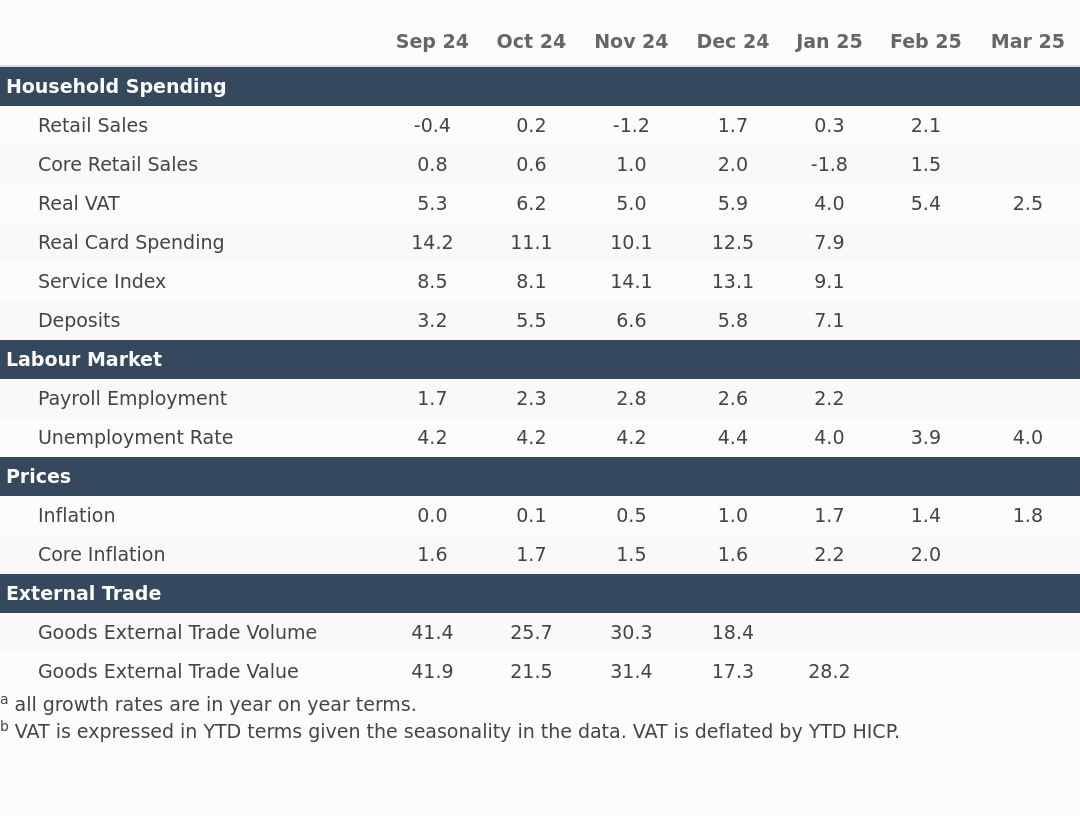 Sep 24 Oct 24 Nov 24 Dec 24 Jan 25 Feb 25 Mar 25
Household Spending
Retail Sales -0.4 0.2 -1.2 1.7 0.3 2.1
Core Retail Sales 0.8 0.6 1.0 2.0 -1.8 1.5
Real VAT 5.3 6.2 5.0 5.9 4.0 5.4 2.5
Real Card Spending 14.2 11.1 10.1 12.5 7.9
Service Index 8.5 8.1 14.1 13.1 9.1
Deposits 3.2 5.5 6.6 5.8 7.1
Labour Market
Payroll Employment 1.7 2.3 2.8 2.6 2.2
Unemployment Rate 4.2 4.2 4.2 4.4 4.0 3.9 4.0
Prices
Inflation 0.0 0.1 0.5 1.0 1.7 1.4 1.8
Core Inflation 1.6 1.7 1.5 1.6 2.2 2.0
External Trade
Goods External Trade Volume 41.4 25.7 30.3 18.4
Goods External Trade Value 41.9 21.5 31.4 17.3 28.2
a all growth rates are in year on year terms.
b VAT is expressed in YTD terms given the seasonality in the data. VAT is deflated by YTD HICP.